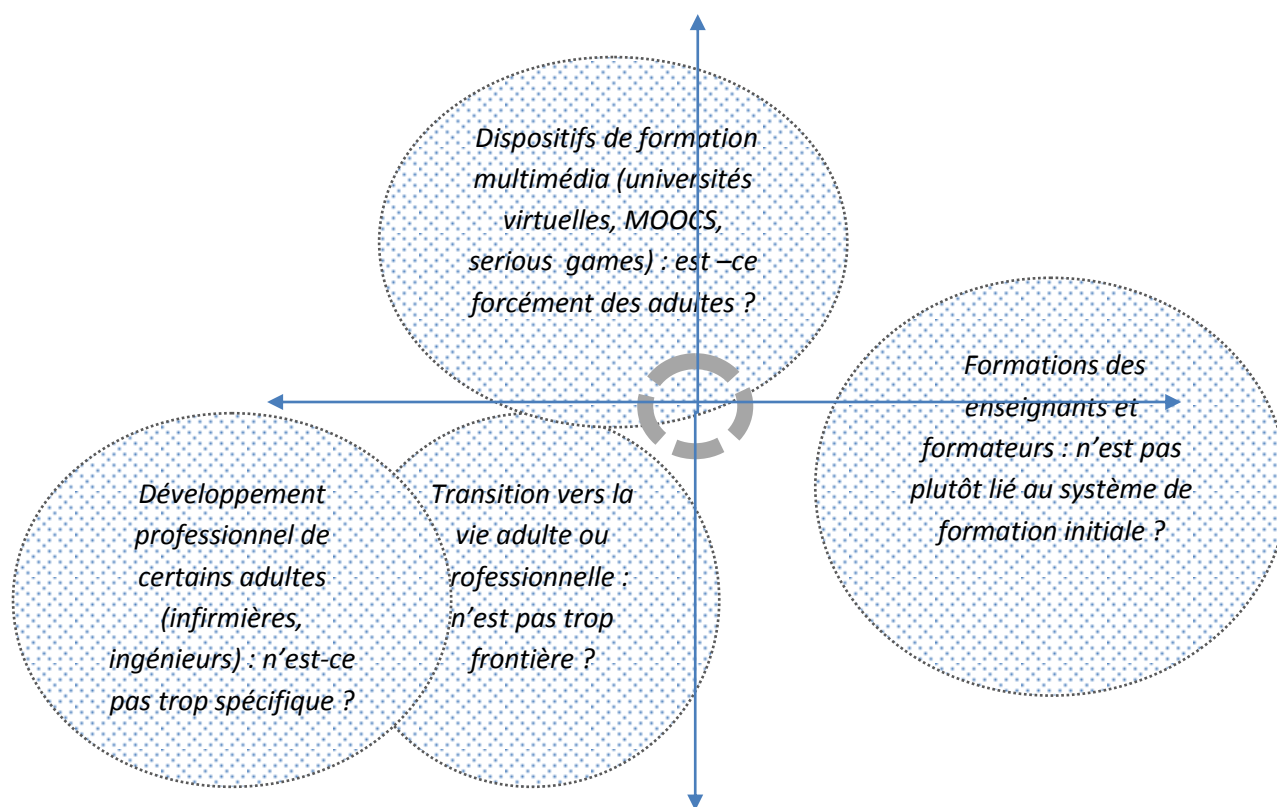 Dispositifs de formation
multimédia (universités
virtuelles, MOOCS,
serious games) : est –ce
forcément des adultes ?
Formations des
enseignants et
formateurs : n’est pas
plutôt lié au système de
formation initiale ?
Développement
professionnel de
certains adultes
(infirmières,
ingénieurs) : n’est-ce
pas trop spécifique ?
Transition vers la
vie adulte ou
rofessionnelle :
n’est pas trop
frontière ?